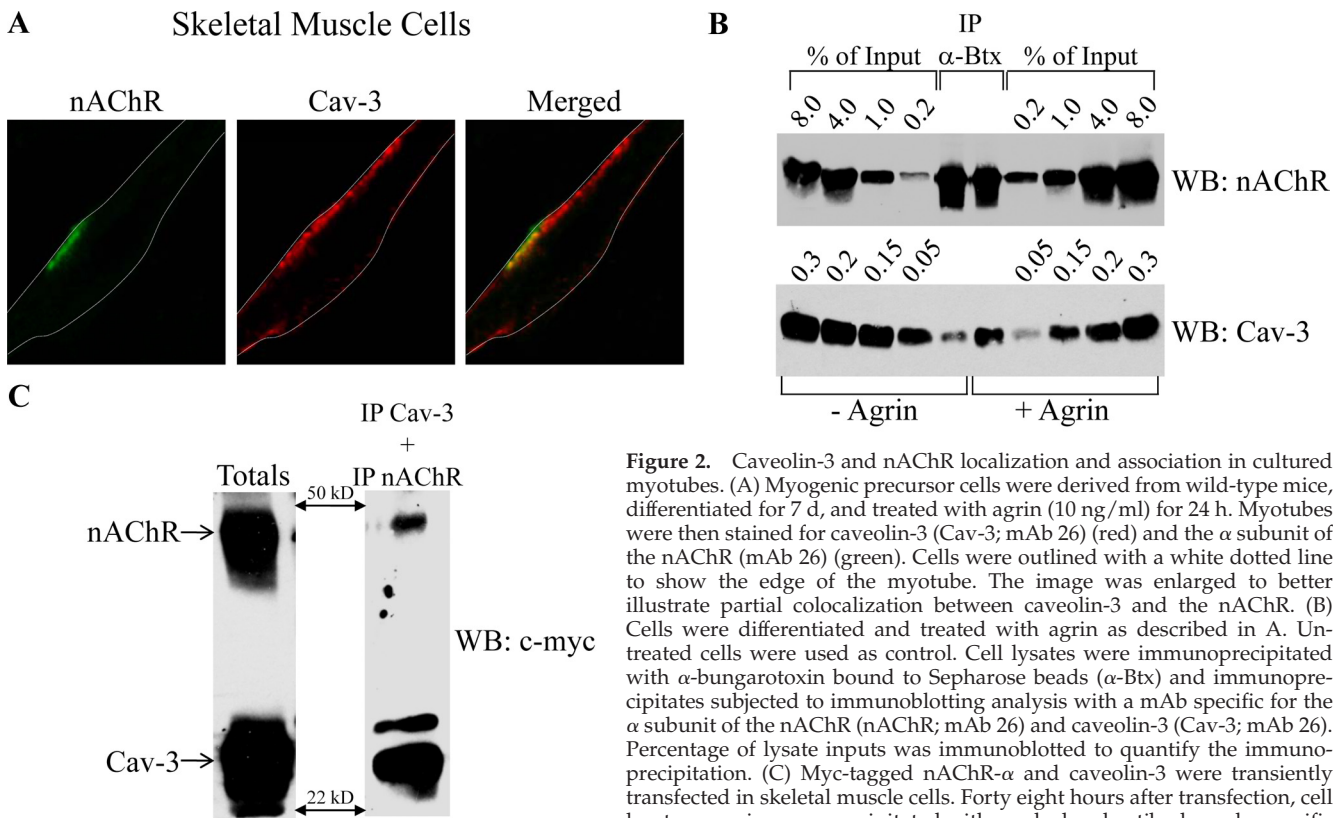 A
Skeletal Muscle Cells
nAChR
Cav-3
Merged
B
IP
% of Input
α-Btx
% of Input
8.0
4.0
1.0
0.2
0.2
1.0
4.0
8.0
WB: nAChR
0.3
0.2
0.15
0.05
0.05
0.15
0.2
0.3
WB: Cav-3
- Agrin
+ Agrin
C
IP Cav-3
+
Totals
IP nAChR
50 kD
nAChR→
WB: c-myc
Cav-3→
22 kD
Figure 2. Caveolin-3 and nAChR localization and association in cultured
myotubes. (A) Myogenic precursor cells were derived from wild-type mice,
differentiated for 7 d, and treated with agrin (10 ng/ml) for 24 h. Myotubes
were then stained for caveolin-3 (Cav-3; mAb 26) (red) and the α subunit of
the nAChR (mAb 26) (green). Cells were outlined with a white dotted line
to show the edge of the myotube. The image was enlarged to better
illustrate partial colocalization between caveolin-3 and the nAChR. (B)
Cells were differentiated and treated with agrin as described in A. Un-
treated cells were used as control. Cell lysates were immunoprecipitated
with α-bungarotoxin bound to Sepharose beads (α-Btx) and immunopre-
cipitates subjected to immunoblotting analysis with a mAb specific for the
α subunit of the nAChR (nAChR; mAb 26) and caveolin-3 (Cav-3; mAb 26).
Percentage of lysate inputs was immunoblotted to quantify the immuno-
precipitation. (C) Myc-tagged nAChR-α and caveolin-3 were transiently
transfected in skeletal muscle cells. Forty eight hours after transfection, cell